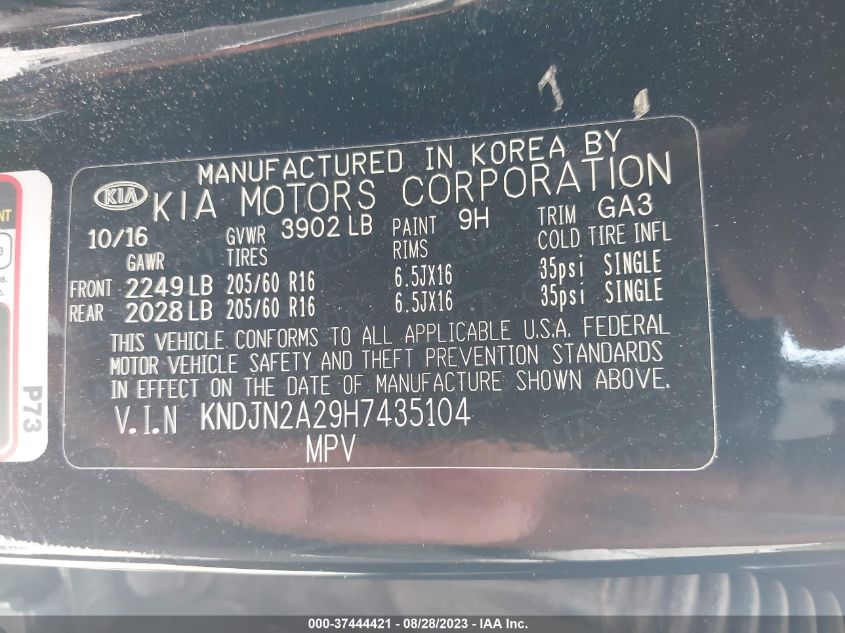 MANUFACTURED IN KOREA BY
KIA KIA MOTORS CORPORATION
10/16 GVWR 3902 LB PAINT 9H TRIM GA3
GAWR TIRES RIMS COLD TIRE INFL
FRONT 2249 LB 205/60 R16 6.5JX16 35psi SINGLE
REAR 2028 LB 205/60 R16 6.5JX16 35psi SINGLE
THIS VEHICLE CONFORMS TO ALL APPLICABLE U.S.A. FEDERAL
MOTOR VEHICLE SAFETY AND THEFT PREVENTION STANDARDS
IN EFFECT ON THE DATE OF MANUFACTURE SHOWN ABOVE.
V.I.N KNDJN2A29H7435104
MPV
P73
000-37444421 - 08/28/2023 - IAA Inc.